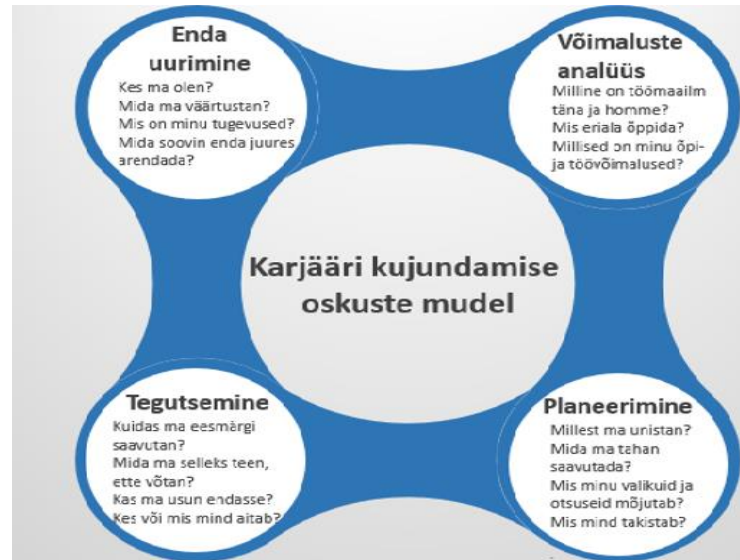 Enda
uurimine
Kes ma olen?
Mida ma väärtustan?
Mis on minu tugevused?
Mida soovin enda juures
arendada?
Võimaluste
analüüs
Milline on töömaailm
täna ja homme?
Mis eriala õppida?
Millised on minu õpi-
ja töövõimalused?
Karjääri kujundamise
oskuste mudel
Tegutsemine
Kuidas ma eesmärgi
saavutan?
Mida ma selleks teen,
ette võtan?
Kas ma usun endasse?
Kes või mis mind aitab?
Planeerimine
Millest ma unistan?
Mida ma tahan
saavutada?
Mis minu valikuid ja
otsuseid mõjutab?
Mis mind takistab?